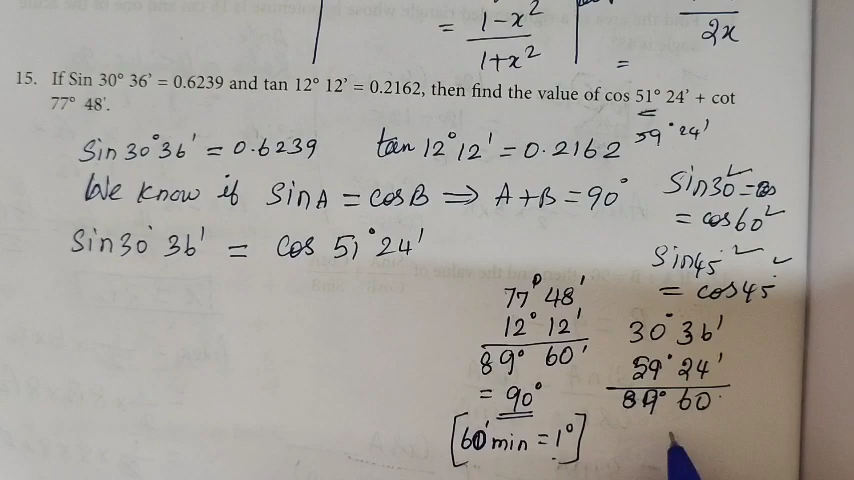 = 1-x² / 1+x²
2x
=
15. If Sin 30° 36' = 0.6239 and tan 12° 12' = 0.2162, then find the value of cos 51° 24' + cot
77° 48'.
59° 24'
Sin 30° 36' = 0.6239 tan 12° 12' = 0.2162
We know if Sin A = cos B ⇒ A + B = 90°
Sin 30° 36' = cos 51° 24'
Sin 30 =
= cos 60
Sin 45
= cos 45
77° 48'
12° 12'
89° 60'
= 90°
[60' min = 1°]
30° 36'
59° 24'
89° 60